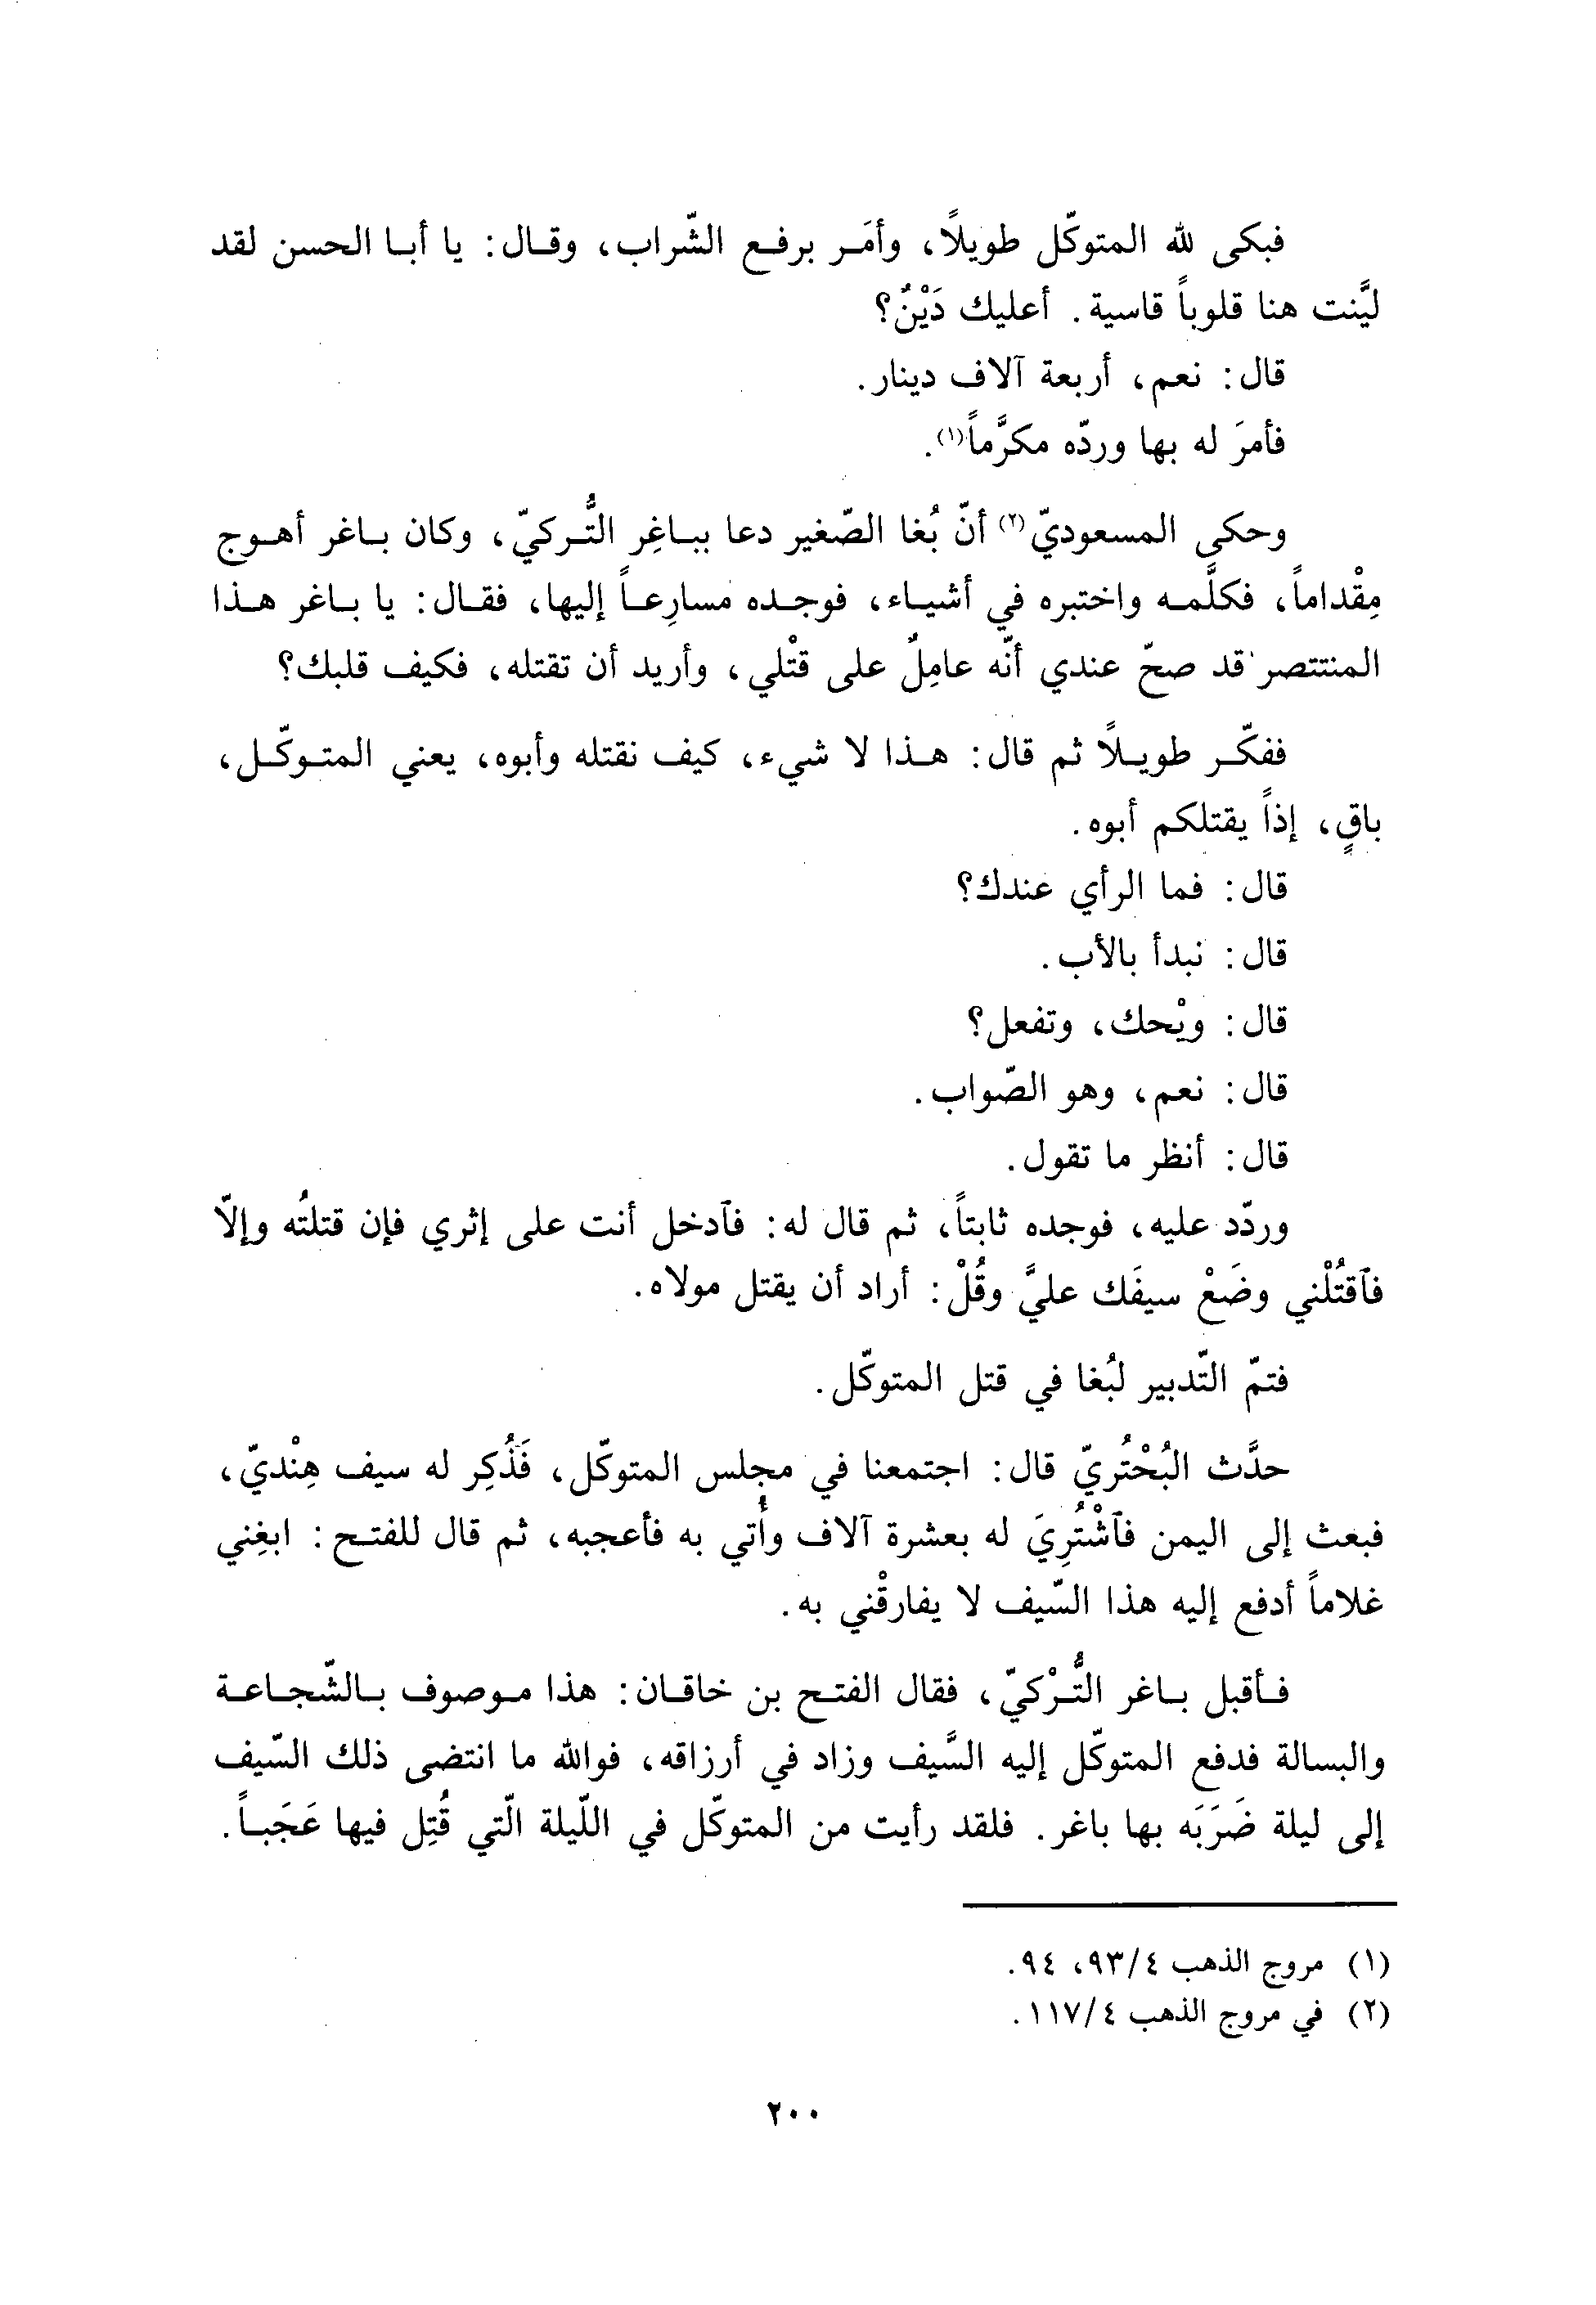 فبكى لله المتوكّل طويلاً، وأمَر برفع الشّراب، وقال: يا أبا الحسن لقد
ليَّنت هنا قلوباً قاسية. أعليك دَيْنٌ؟
قال: نعم، أربعة آلاف دينار.
فأمرَ له بها وردّه مكرَّماً(١).
وحكى المسعوديّ(٢) أنّ بُغا الصّغير دعا بباغِر التُّركيّ، وكان باغر أهوج
مِقْداماً، فكلَّمه واختبره في أشياء، فوجده مسارِعاً إليها، فقال: يا باغر هذا
المنتتصر قد صحّ عندي أنّه عامِلٌ على قتْلي، وأريد أن تقتله، فكيف قلبك؟
ففكّر طويلاً ثم قال: هذا لا شيء، كيف نقتله وأبوه، يعني المتوكّل،
باقٍ، إذاً يقتلكم أبوه.
قال: فما الرأي عندك؟
قال: نبدأ بالأب.
قال: ويْحك، وتفعل؟
قال: نعم، وهو الصّواب.
قال: أنظر ما تقول.
وردّد عليه، فوجده ثابتاً، ثم قال له: فٱدخل أنت على إثري فإن قتلتُه وإلّا
فٱقتُلْني وضَعْ سيفَك عليَّ وقُلْ: أراد أن يقتل مولاه.
فتمّ التّدبير لبُغا في قتل المتوكّل.
حدَّث البُحْتُريّ قال: اجتمعنا في مجلس المتوكّل، فَذُكِر له سيف هِنْديّ،
فبعث إلى اليمن فٱشْتُرِيَ له بعشرة آلاف وأُتي به فأعجبه، ثم قال للفتح: ابغِني
غلاماً أدفع إليه هذا السّيف لا يفارقْني به.
فأقبل باغر التُّرْكيّ، فقال الفتح بن خاقان: هذا موصوف بالشّجاعة
والبسالة فدفع المتوكّل إليه السَّيف وزاد في أرزاقه، فوالله ما انتضى ذلك السّيف
إلى ليلة ضَرَبَه بها باغر. فلقد رأيت من المتوكّل في اللّيلة الّتي قُتِل فيها عَجَباً.
(١) مروج الذهب ٩٣/٤، ٩٤.
(٢) في مروج الذهب ١١٧/٤.
٢٠٠